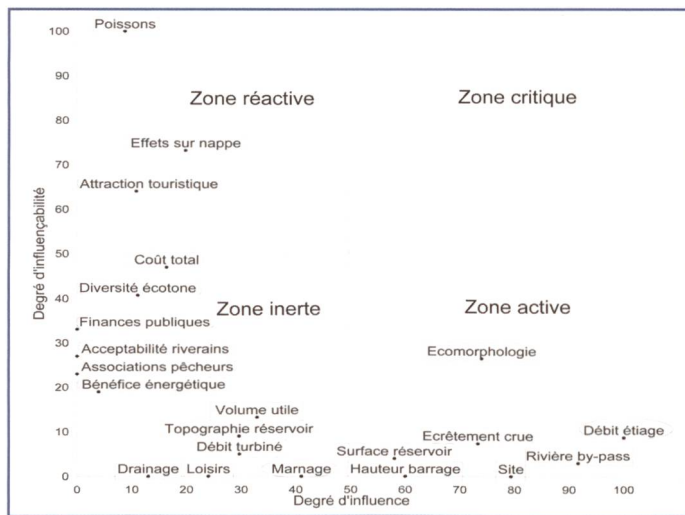 Poissons
100
90
Zone réactive
Zone critique
80
Effets sur nappe
70
Attraction touristique
60
50
Coût total
40
Diversité écotone
Zone inerte
Zone active
Finances publiques
30
Acceptabilité riverains
Ecomorphologie
Associations pêcheurs
20
Bénéfice énergétique
Volume utile
10
Topographie réservoir
Débit étiage
Ecrêtement crue
Débit turbiné
Surface réservoir
Rivière by-pass
0
Drainage
Loisirs
Marnage
Hauteur barrage
Site
0 10 20 30 40 50 60 70 80 90 100
Degré d'influence
Degré d'influençabilité